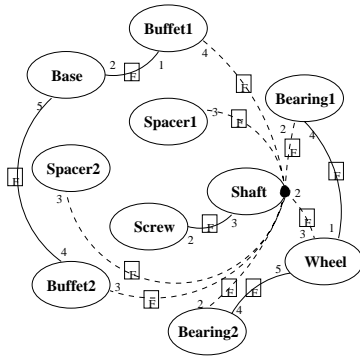 Buffet1
2
F
1
4
Base
Bearing1
5
Spacer1
3
F
2
4
F
Spacer2
F
F
3
Shaft
2
Screw
F
3
F
2
3
1
4
Wheel
Buffet2
3
F
F
F
F
5
2
4
Bearing2